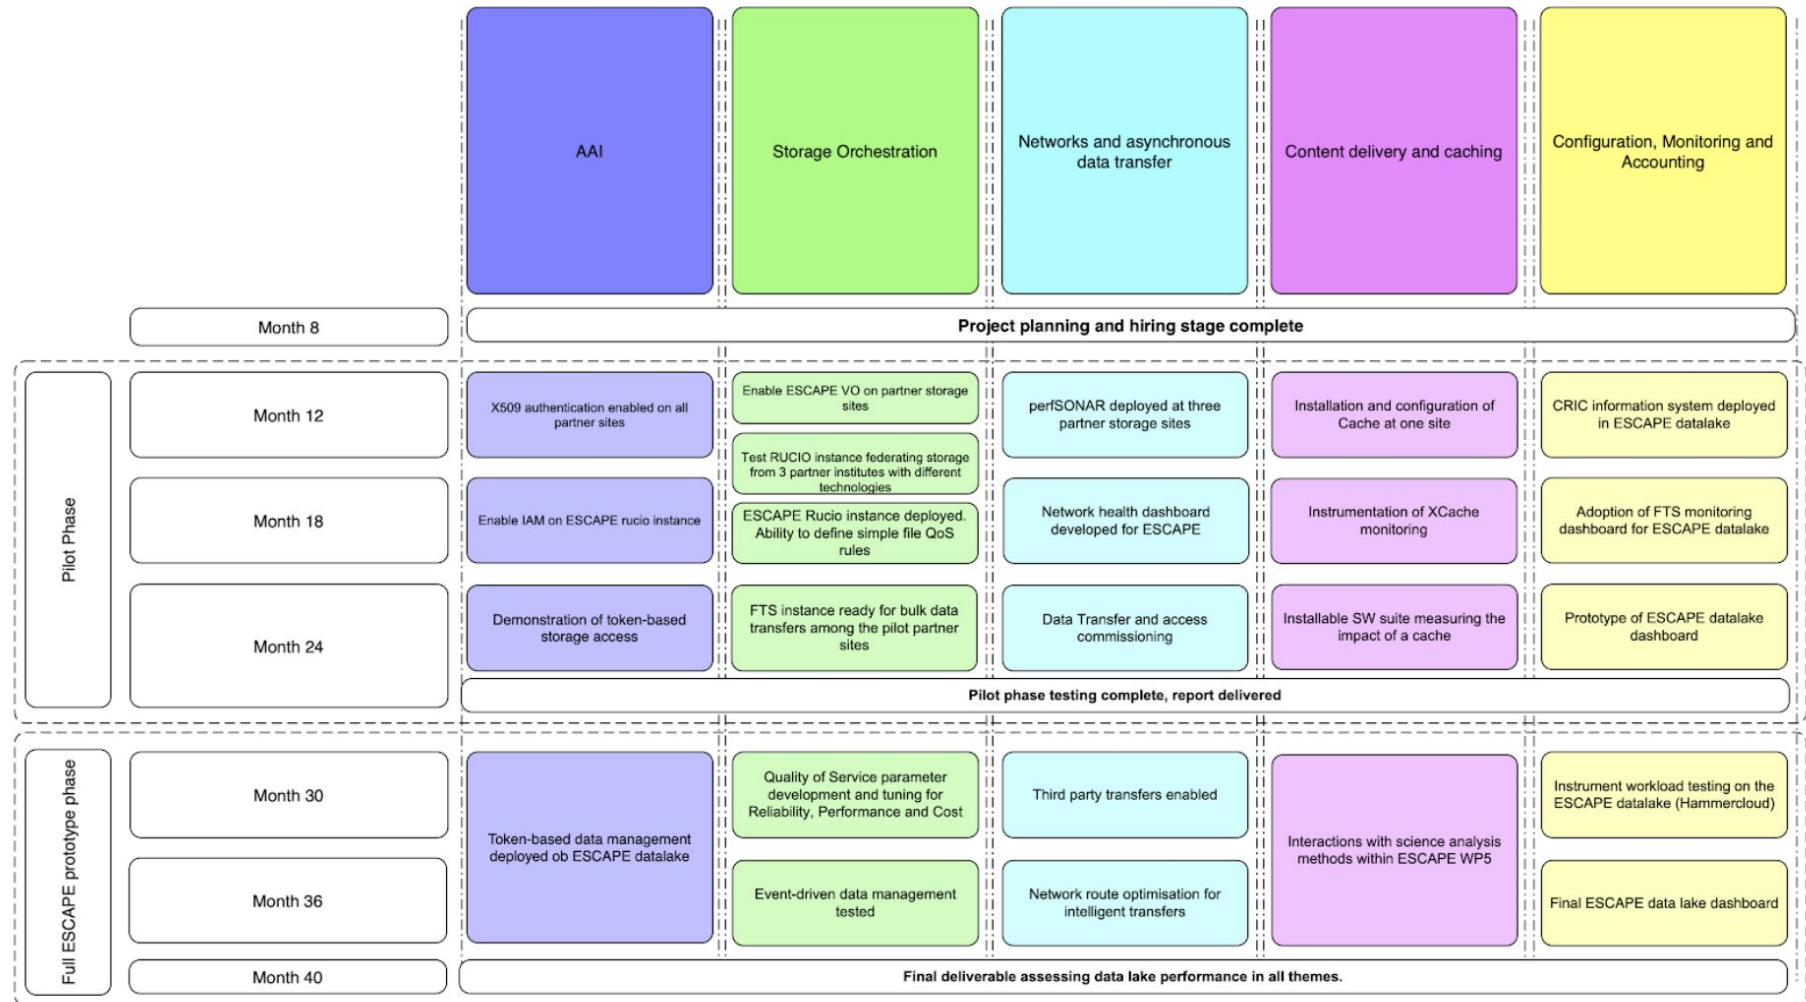 AAI
Storage Orchestration
Networks and asynchronous
data transfer
Content delivery and caching
Configuration, Monitoring and
Accounting
Month 8
Project planning and hiring stage complete
Pilot Phase
Month 12
X509 authentication enabled on all
partner sites
Enable ESCAPE VO on partner storage
sites
Test RUCIO instance federating storage
from 3 partner institutes with different
technologies
perfSONAR deployed at three
partner storage sites
Installation and configuration of
Cache at one site
CRIC information system deployed
in ESCAPE datalake
Month 18
Enable IAM on ESCAPE rucio instance
ESCAPE Rucio instance deployed.
Ability to define simple file QoS
rules
Network health dashboard
developed for ESCAPE
Instrumentation of XCache
monitoring
Adoption of FTS monitoring
dashboard for ESCAPE datalake
Month 24
Demonstration of token-based
storage access
FTS instance ready for bulk data
transfers among the pilot partner
sites
Data Transfer and access
commissioning
Installable SW suite measuring the
impact of a cache
Prototype of ESCAPE datalake
dashboard
Pilot phase testing complete, report delivered
Full ESCAPE prototype phase
Month 30
Token-based data management
deployed ob ESCAPE datalake
Quality of Service parameter
development and tuning for
Reliability, Performance and Cost
Third party transfers enabled
Interactions with science analysis
methods within ESCAPE WP5
Instrument workload testing on the
ESCAPE datalake (Hammercloud)
Month 36
Event-driven data management
tested
Network route optimisation for
intelligent transfers
Final ESCAPE data lake dashboard
Month 40
Final deliverable assessing data lake performance in all themes.